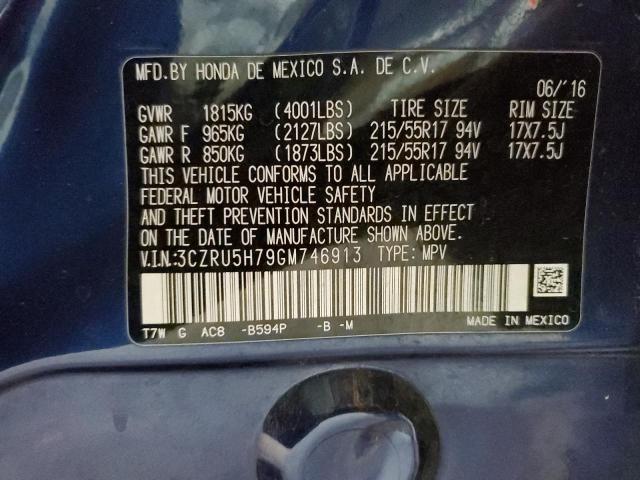 MFD.BY HONDA DE MEXICO S.A. DE C.V.
06/'16
GVWR 1815KG (4001LBS) TIRE SIZE RIM SIZE
GAWR F 965KG (2127LBS) 215/55R17 94V 17X7.5J
GAWR R 850KG (1873LBS) 215/55R17 94V 17X7.5J
THIS VEHICLE CONFORMS TO ALL APPLICABLE
FEDERAL MOTOR VEHICLE SAFETY
AND THEFT PREVENTION STANDARDS IN EFFECT
ON DATE OF MANUFACTURE SHOWN ABOVE.
V.I.N:3CZRU5H79GM746913 TYPE: MPV
T7W G AC8 -B594P -B -M MADE IN MEXICO